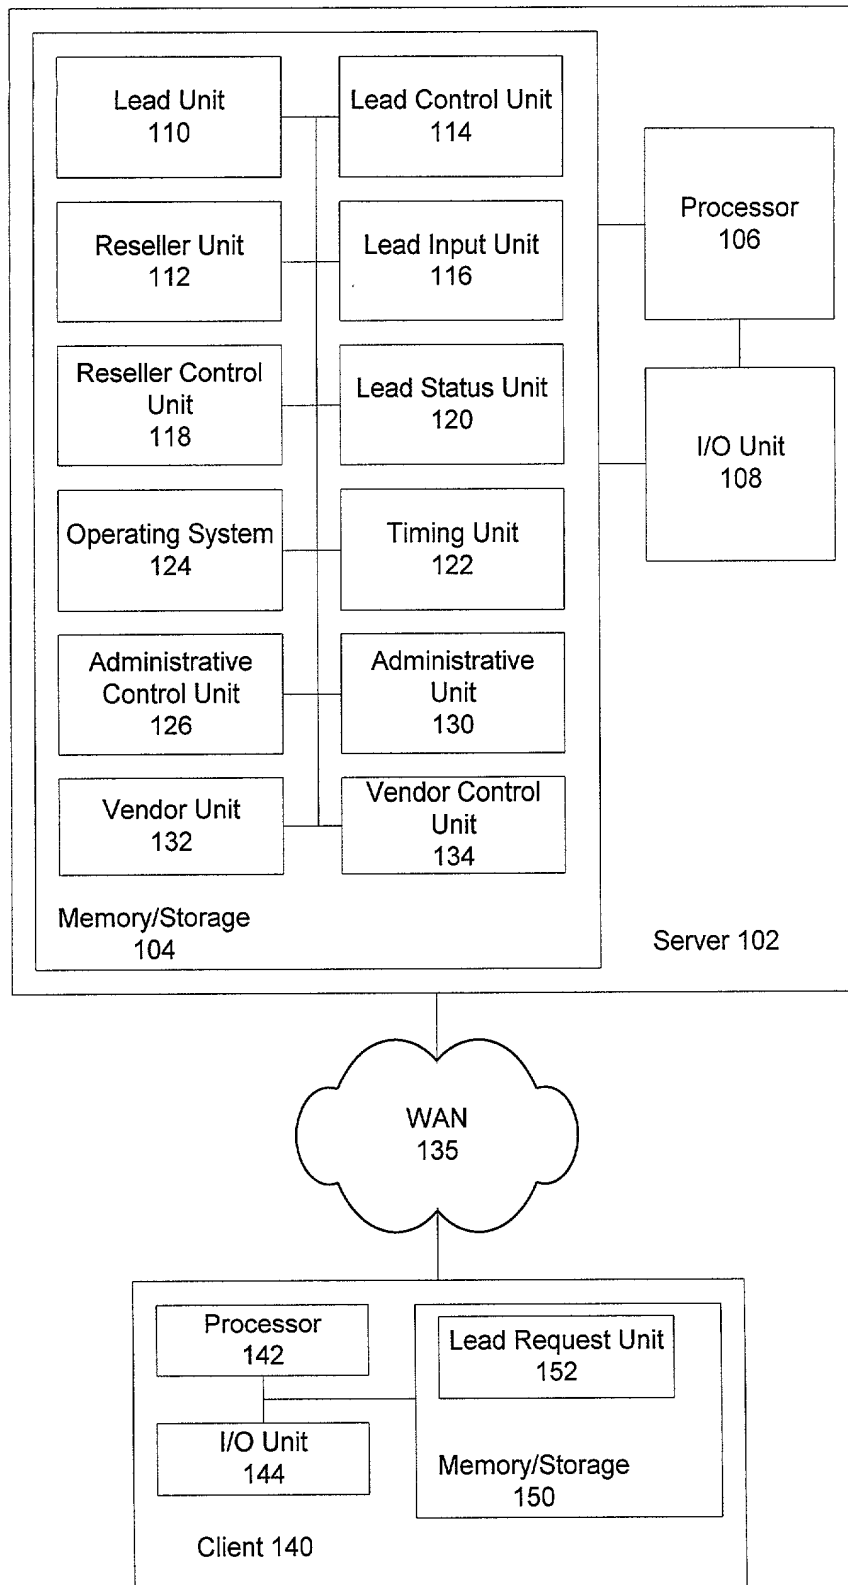 Lead Unit
110
Lead Control Unit
114
Processor
106
Reseller Unit
112
Lead Input Unit
116
Reseller Control
Unit
118
Lead Status Unit
120
I/O Unit
108
Operating System
124
Timing Unit
122
Administrative
Control Unit
126
Administrative
Unit
130
Vendor Unit
132
Vendor Control
Unit
134
Memory/Storage
104
Server 102
WAN
135
Processor
142
Lead Request Unit
152
I/O Unit
144
Memory/Storage
150
Client 140